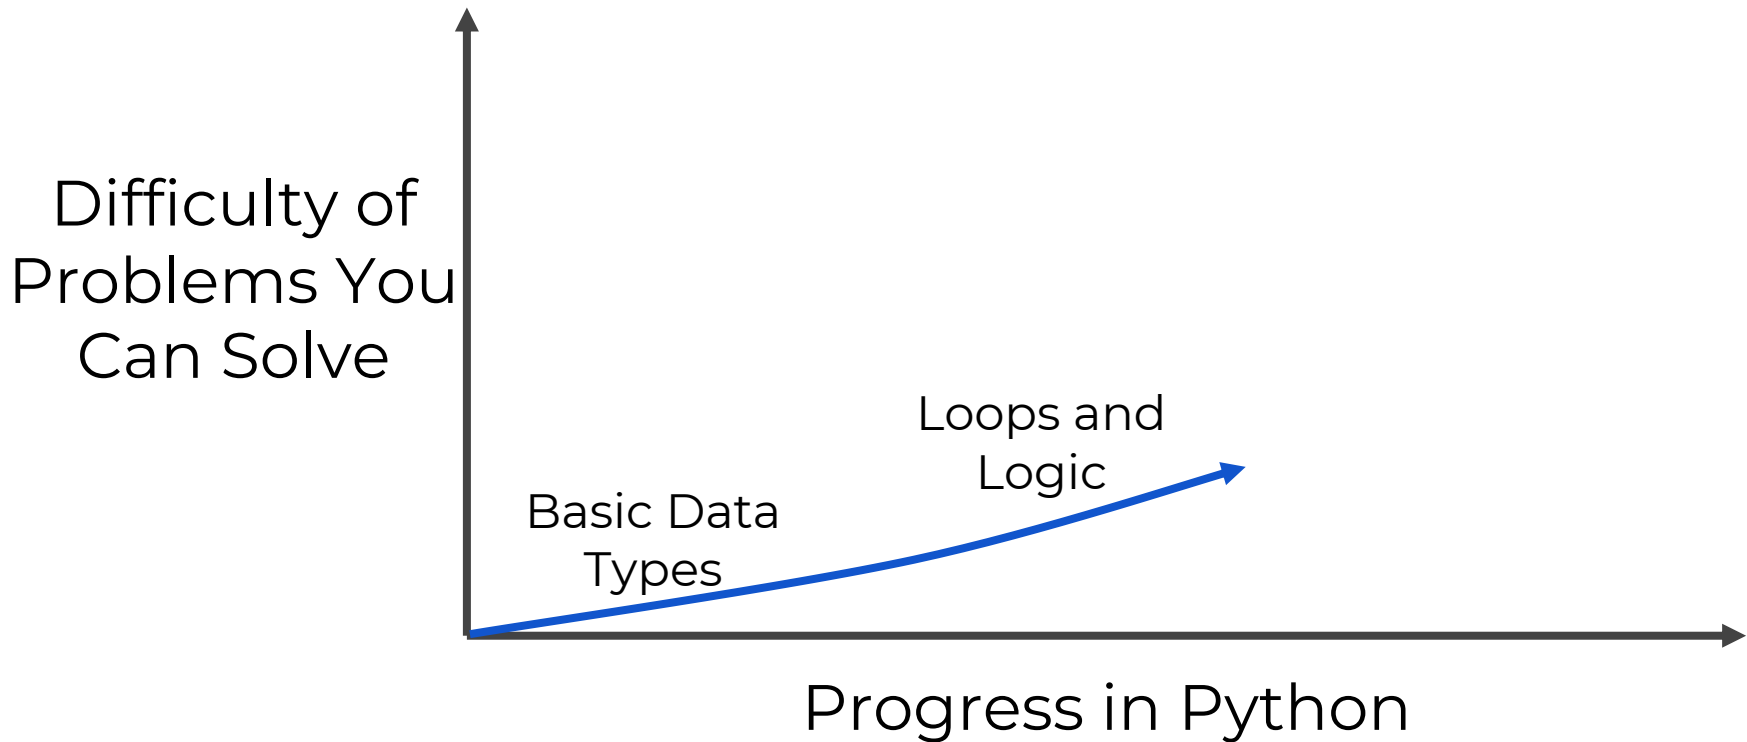 Difficulty of
Problems You
Can Solve
Loops and
Logic
Basic Data
Types
Progress in Python